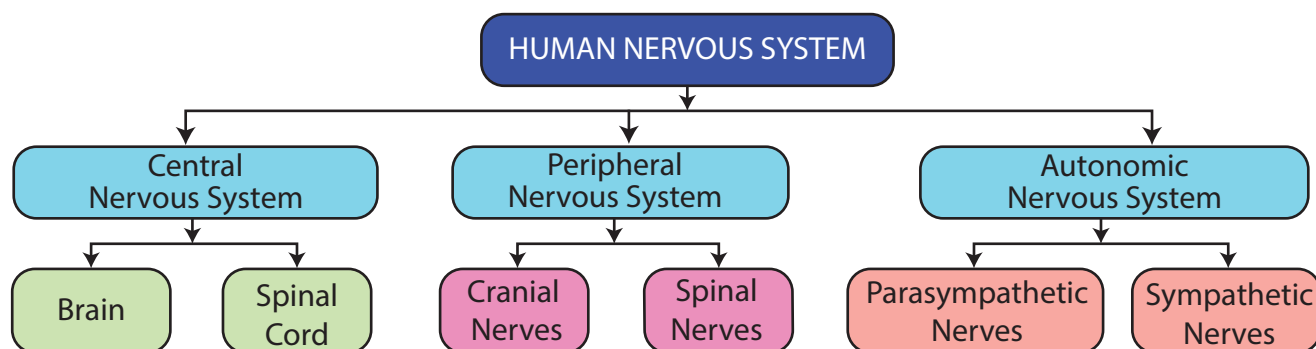 HUMAN NERVOUS SYSTEM
Central
Nervous System
Peripheral
Nervous System
Autonomic
Nervous System
Brain
Spinal
Cord
Cranial
Nerves
Spinal
Nerves
Parasympathetic
Nerves
Sympathetic
Nerves